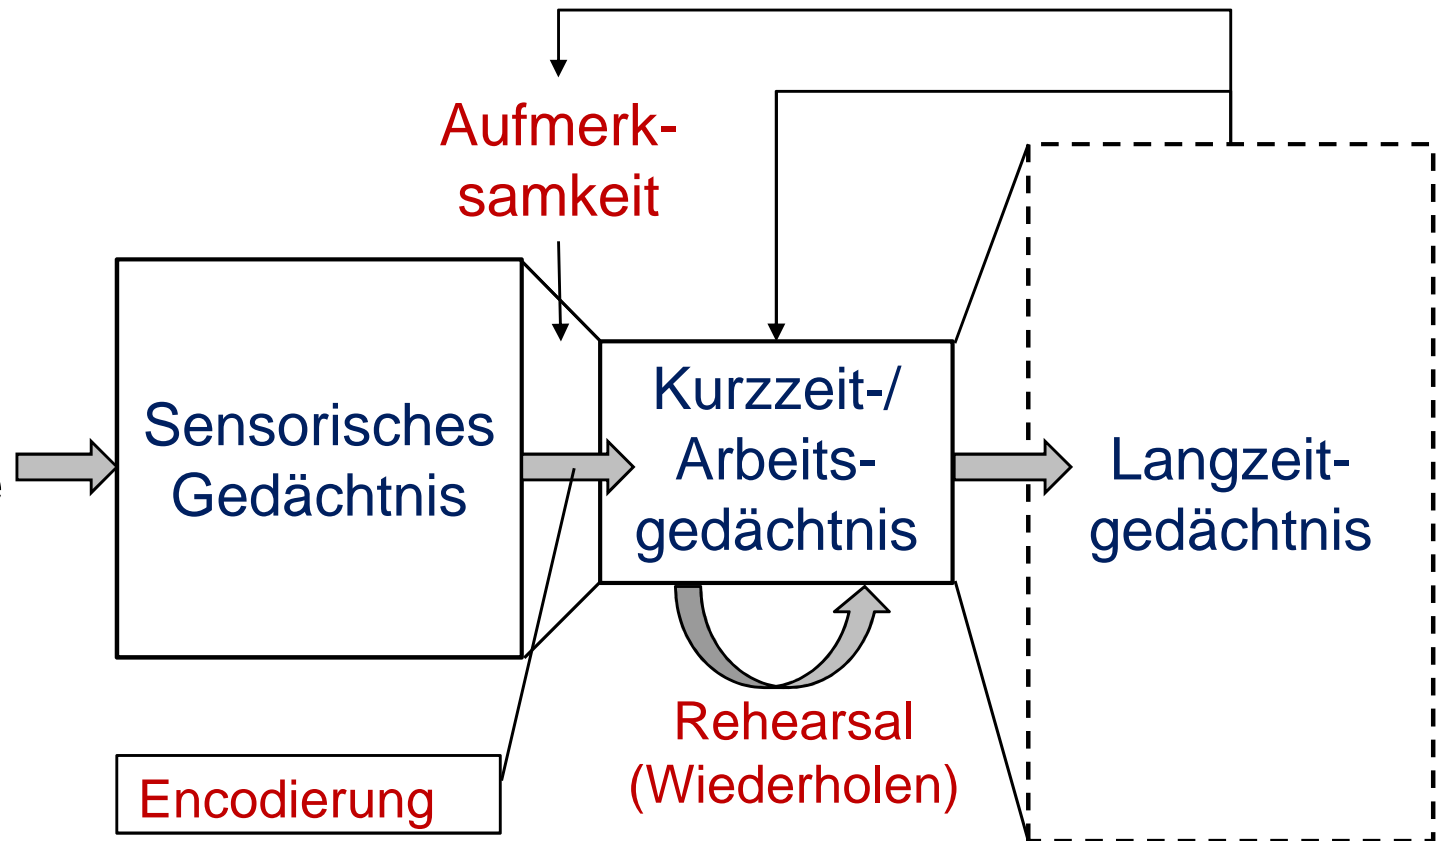 Aufmerk-
samkeit
Sensorisches
Gedächtnis
Kurzzeit-/
Arbeits-
gedächtnis
Langzeit-
gedächtnis
Rehearsal
(Wiederholen)
Encodierung